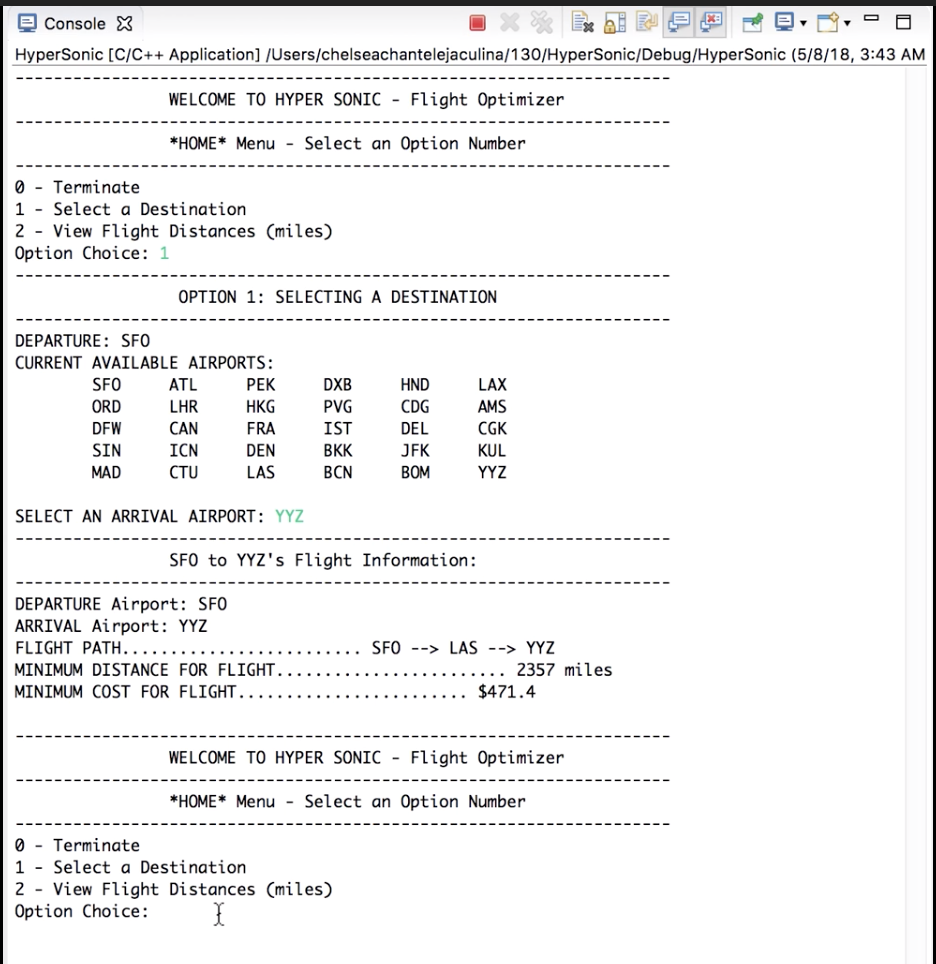 Console
HyperSonic [C/C++ Application] /Users/chelseachantelejaculina/130/HyperSonic/Debug/HyperSonic (5/8/18, 3:43 AM
--------------------------------------------------------------------
WELCOME TO HYPER SONIC - Flight Optimizer
--------------------------------------------------------------------
*HOME* Menu - Select an Option Number
--------------------------------------------------------------------
0 - Terminate
1 - Select a Destination
2 - View Flight Distances (miles)
Option Choice: 1
--------------------------------------------------------------------
OPTION 1: SELECTING A DESTINATION
--------------------------------------------------------------------
DEPARTURE: SFO
CURRENT AVAILABLE AIRPORTS:
SFO ATL PEK DXB HND LAX
ORD LHR HKG PVG CDG AMS
DFW CAN FRA IST DEL CGK
SIN ICN DEN BKK JFK KUL
MAD CTU LAS BCN BOM YYZ
SELECT AN ARRIVAL AIRPORT: YYZ
--------------------------------------------------------------------
SFO to YYZ's Flight Information:
--------------------------------------------------------------------
DEPARTURE Airport: SFO
ARRIVAL Airport: YYZ
FLIGHT PATH......................... SFO --> LAS --> YYZ
MINIMUM DISTANCE FOR FLIGHT........................ 2357 miles
MINIMUM COST FOR FLIGHT........................ $471.4
--------------------------------------------------------------------
WELCOME TO HYPER SONIC - Flight Optimizer
--------------------------------------------------------------------
*HOME* Menu - Select an Option Number
--------------------------------------------------------------------
0 - Terminate
1 - Select a Destination
2 - View Flight Distances (miles)
Option Choice: